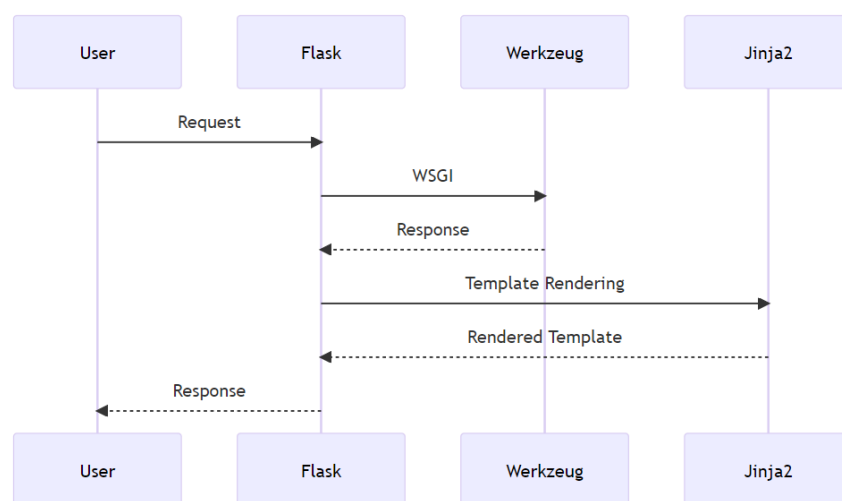 User Flask Werkzeug Jinja2
Request
WSGI
Response
Template Rendering
Rendered Template
Response
User Flask Werkzeug Jinja2